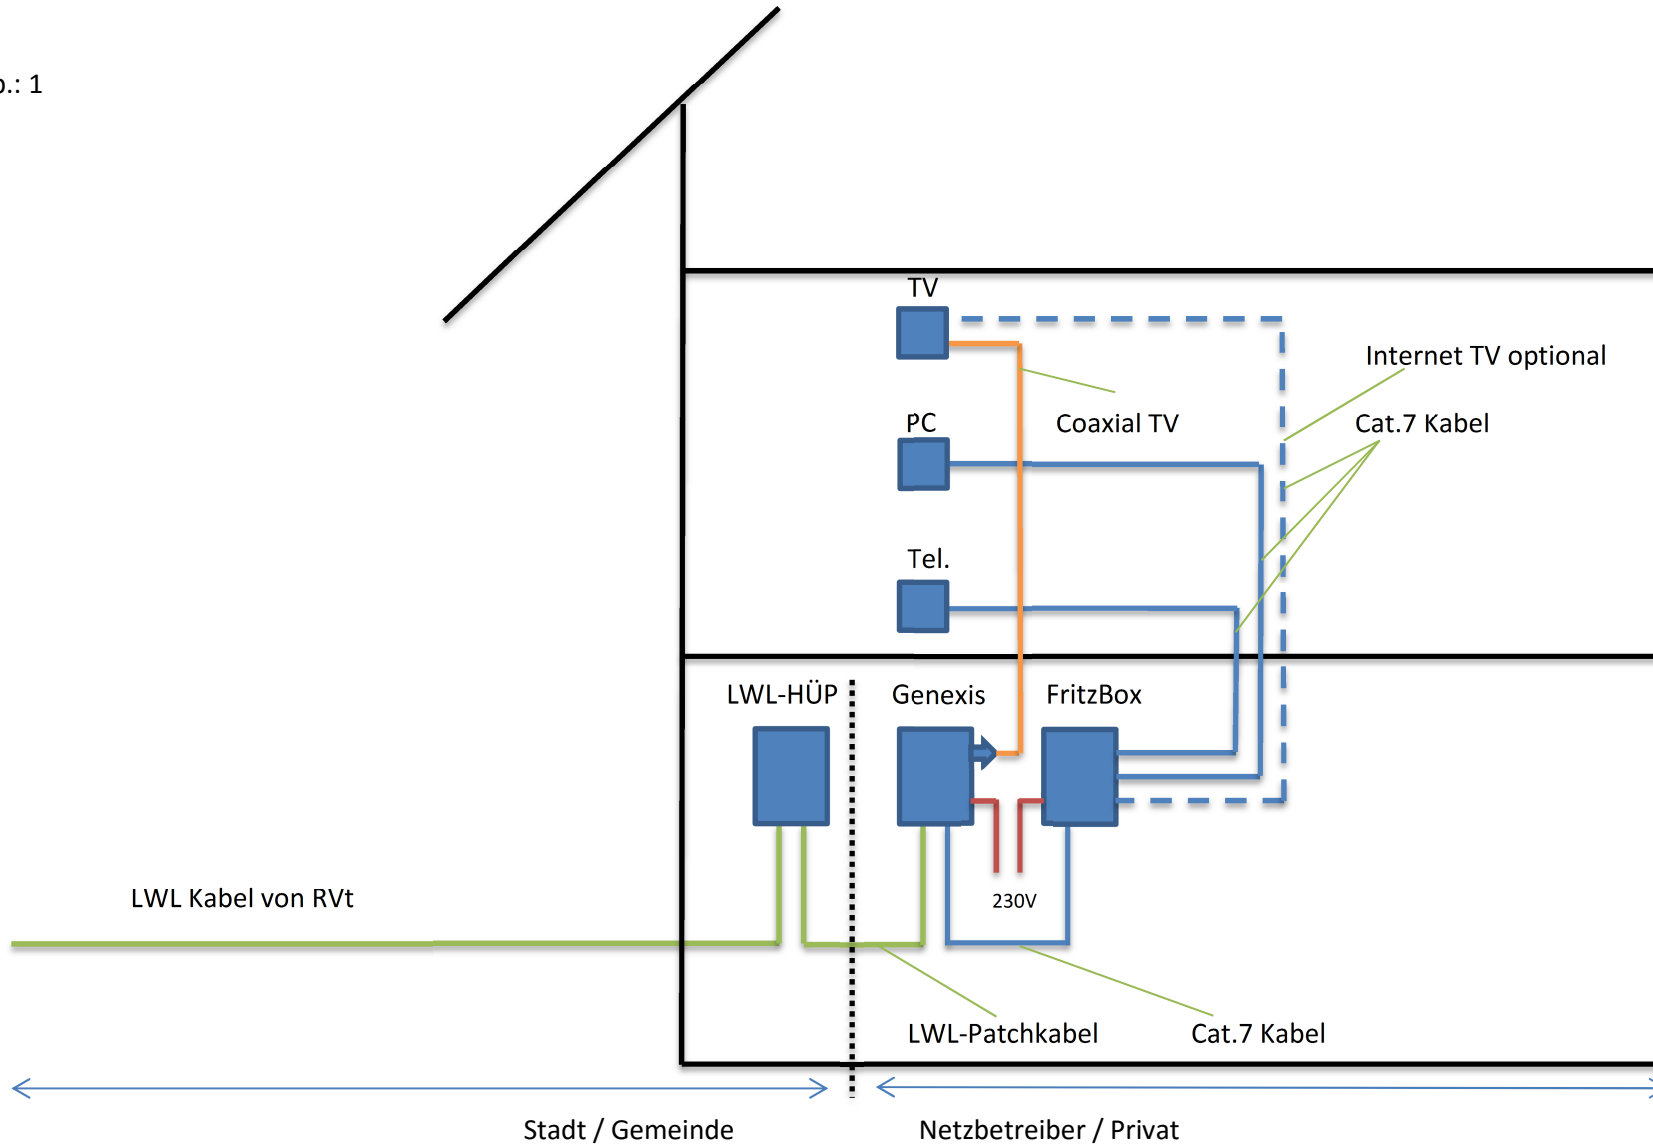 .: 1
TV
Internet TV optional
PC
Coaxial TV
Cat.7 Kabel
Tel.
LWL-HÜP
Genexis
FritzBox
LWL Kabel von RVt
230V
LWL-Patchkabel
Cat.7 Kabel
Stadt / Gemeinde
Netzbetreiber / Privat